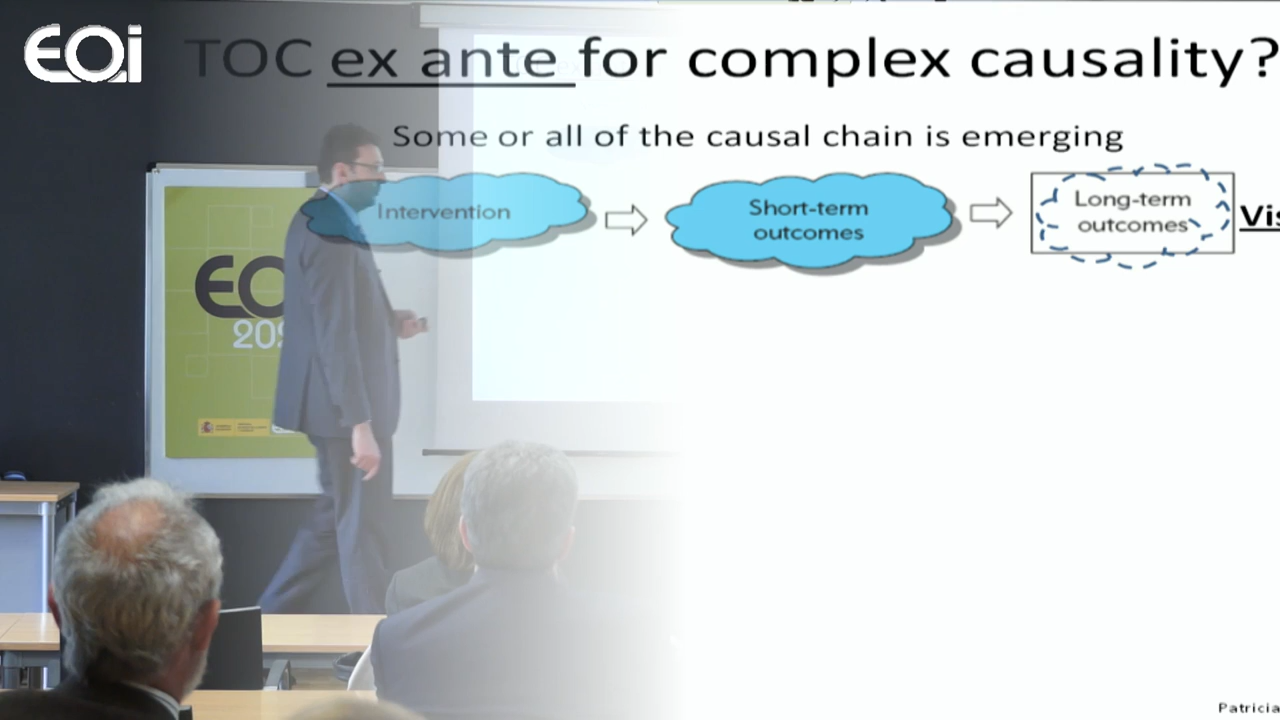 EOi
TOC ex ante for complex causality?
Some or all of the causal chain is emerging
Intervention
Short-term
outcomes
Long-term
outcomes
Vis
EO
20
Patricia